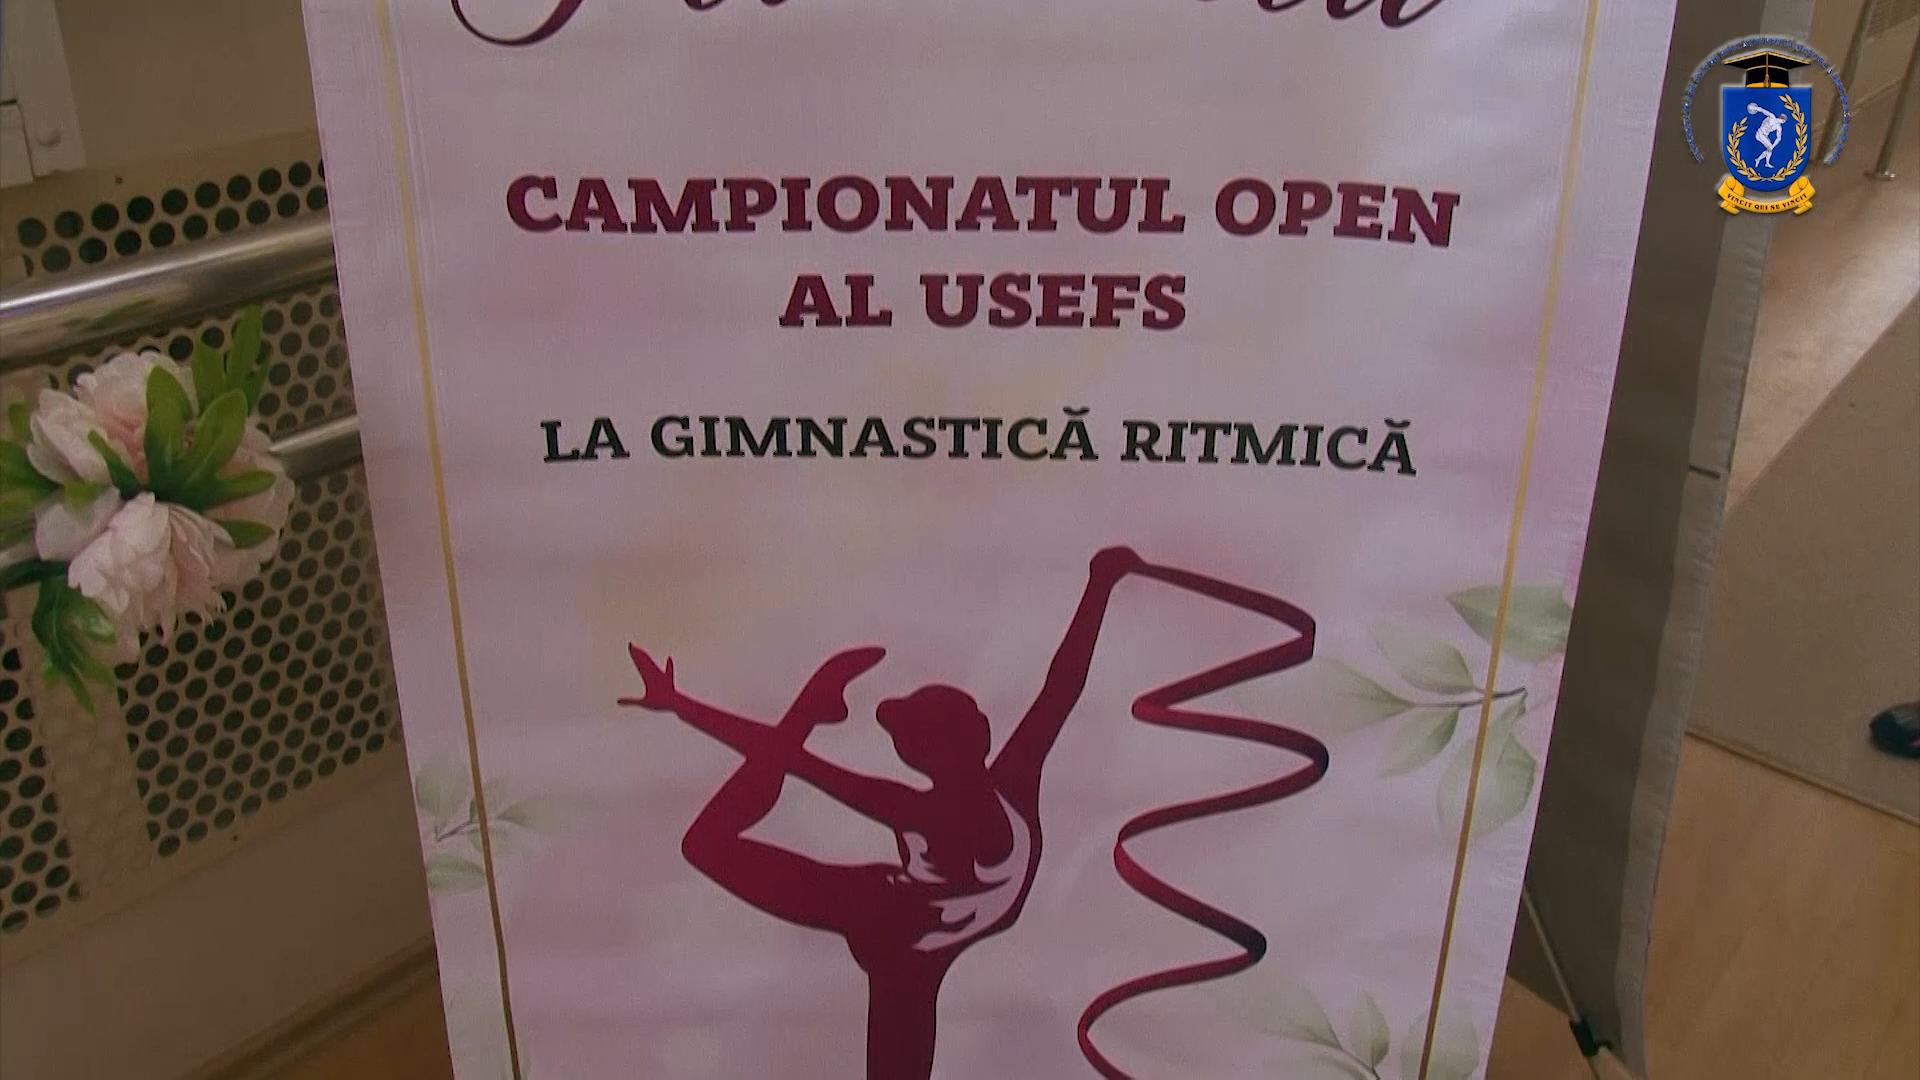 CAMPIONATUL OPEN
AL USEFS
LA GIMNASTICĂ RITMICĂ
VINCIT QUI SE VINCIT